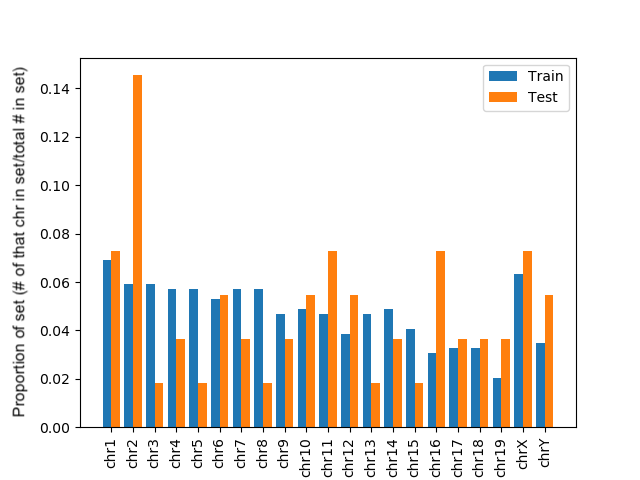 Train
Test
Proportion of set (# of that chr in set/total # in set)
0.14
0.12
0.10
0.08
0.06
0.04
0.02
0.00
chr1 chr2 chr3 chr4 chr5 chr6 chr7 chr8 chr9 chr10 chr11 chr12 chr13 chr14 chr15 chr16 chr17 chr18 chr19 chrX chrY